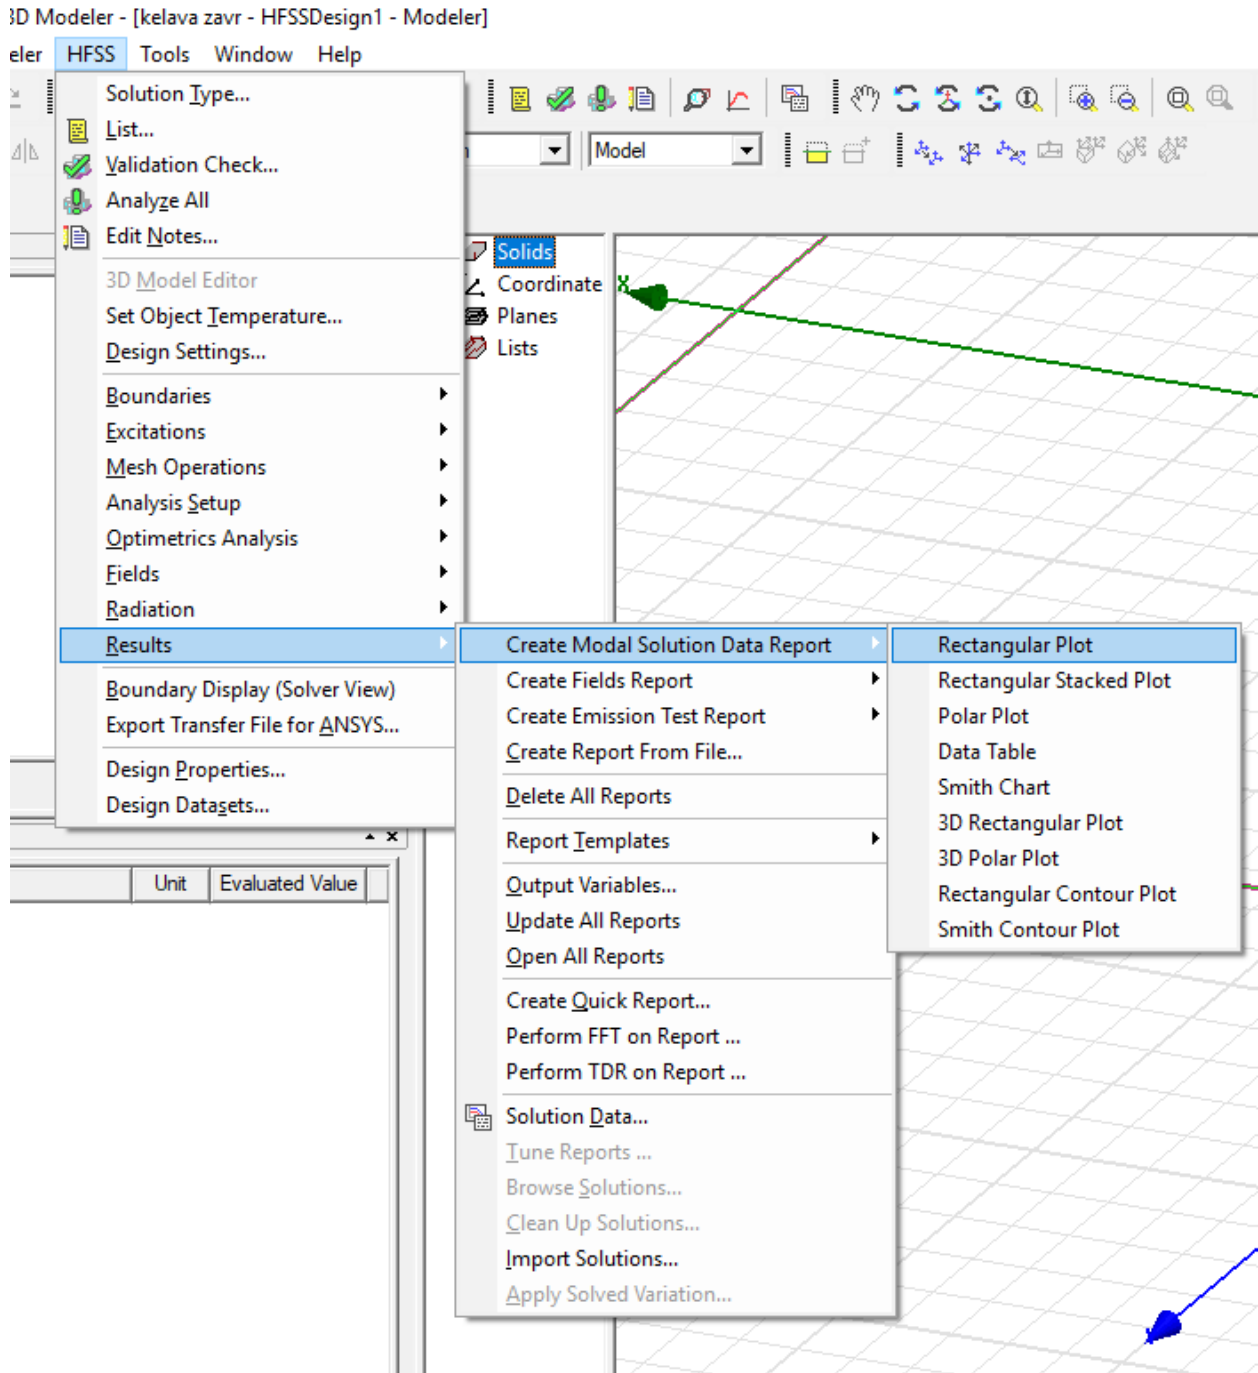 3D Modeler - [kelava zavr - HFSSDesign1 - Modeler]
eler HFSS Tools Window Help
Solution Type...
List...
Validation Check...
Analyze All
Edit Notes...
3D Model Editor
Set Object Temperature...
Design Settings...
Boundaries
Excitations
Mesh Operations
Analysis Setup
Optimetrics Analysis
Fields
Radiation
Results
Boundary Display (Solver View)
Export Transfer File for ANSYS...
Design Properties...
Design Datasets...
Model
Solids
Coordinate
Planes
Lists
X
Create Modal Solution Data Report
Create Fields Report
Create Emission Test Report
Create Report From File...
Delete All Reports
Report Templates
Output Variables...
Update All Reports
Open All Reports
Create Quick Report...
Perform FFT on Report ...
Perform TDR on Report ...
Solution Data...
Tune Reports ...
Browse Solutions...
Clean Up Solutions...
Import Solutions...
Apply Solved Variation...
Rectangular Plot
Rectangular Stacked Plot
Polar Plot
Data Table
Smith Chart
3D Rectangular Plot
3D Polar Plot
Rectangular Contour Plot
Smith Contour Plot
Unit Evaluated Value